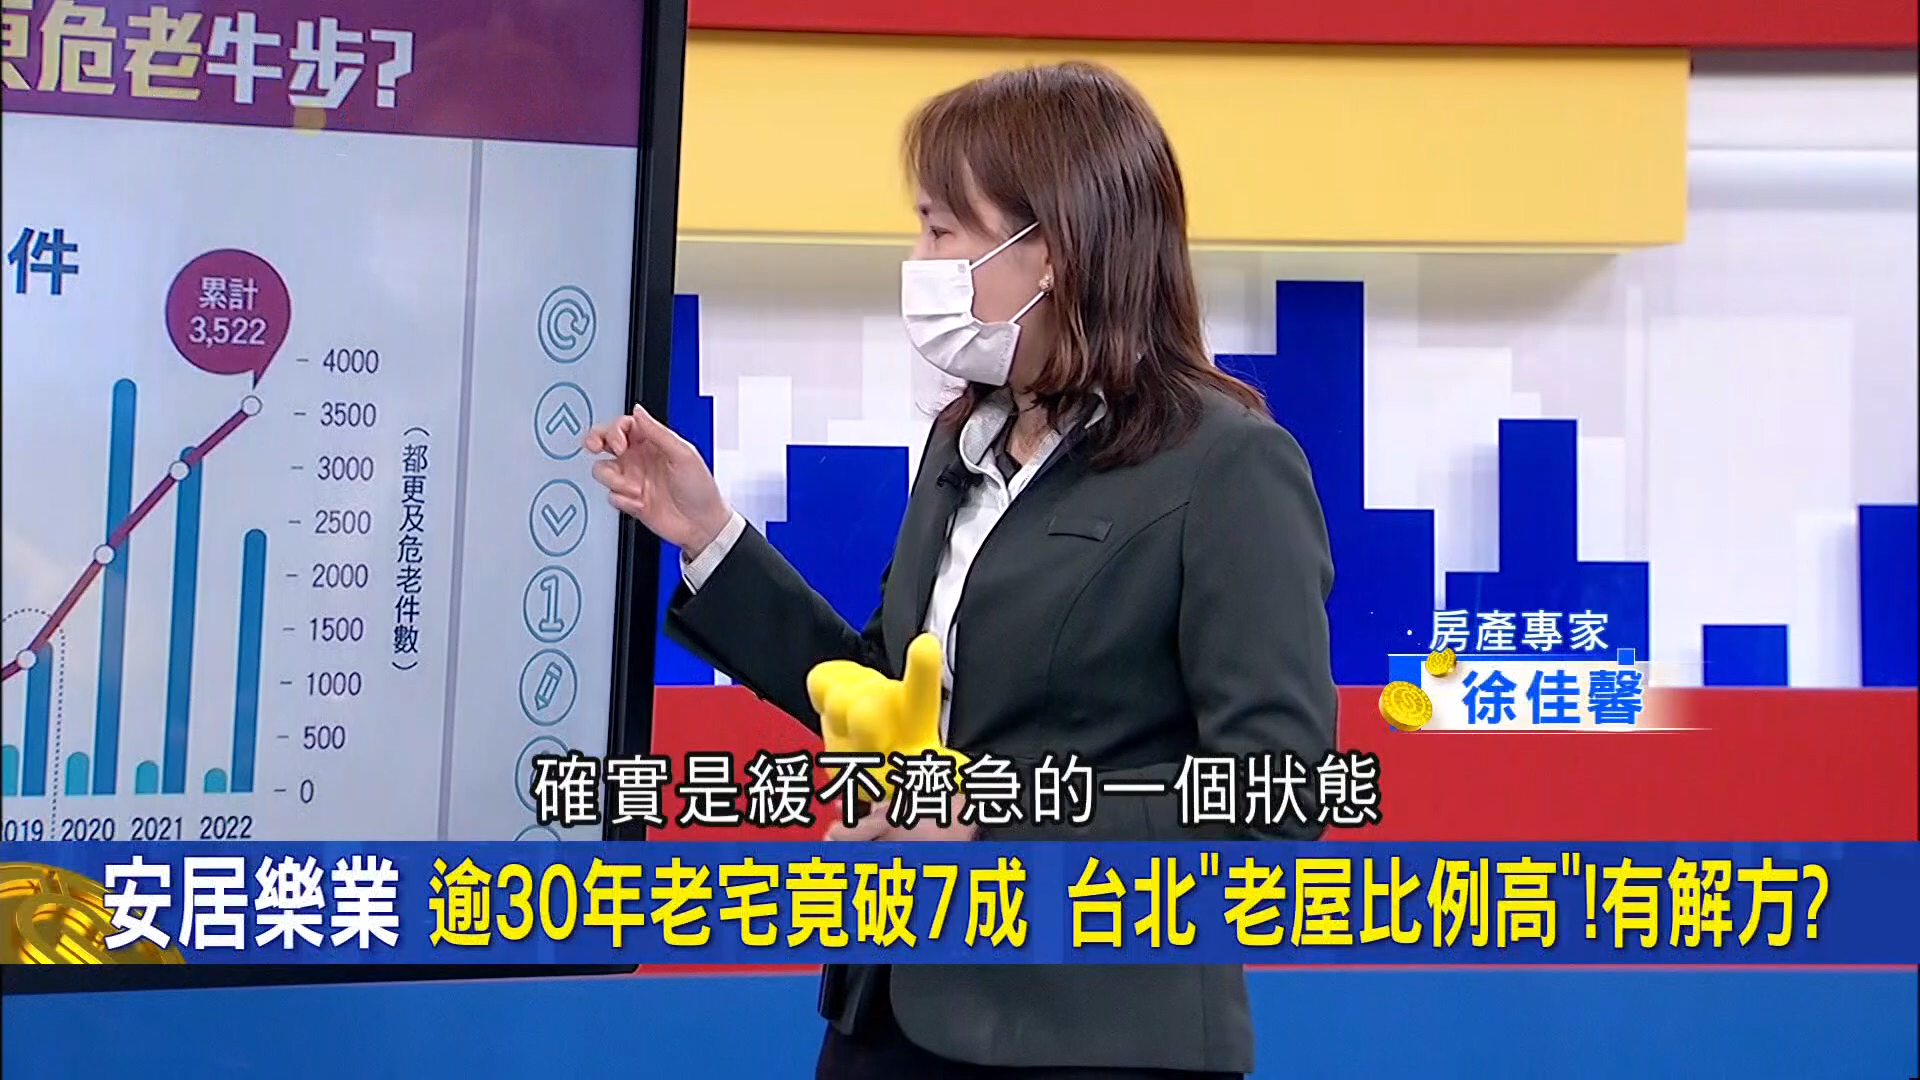 危老牛步?
件
累計
3,522
4000
3500
3000
2500
2000
1500
1000
500
0
(都更及危老件數)
2020 2021 2022
1
房產專家
徐佳馨
確實是緩不濟急的一個狀態
安居樂業 逾30年老宅竟破7成 台北"老屋比例高"!有解方?